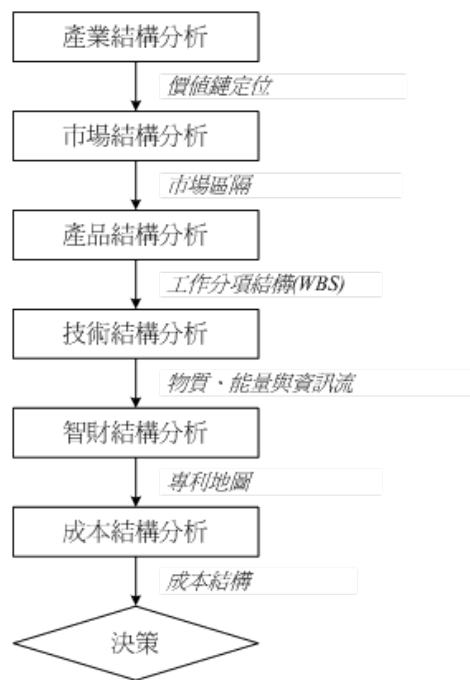 產業結構分析
價值鏈定位
市場結構分析
市場區隔
產品結構分析
工作分項結構(WBS)
技術結構分析
物質、能量與資訊流
智財結構分析
專利地圖
成本結構分析
成本結構
決策